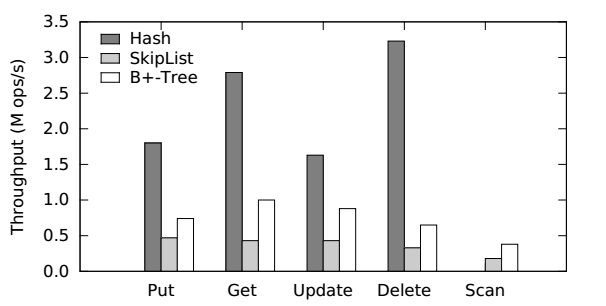 Throughput (M ops/s)
3.5
3.0
2.5
2.0
1.5
1.0
0.5
0.0
Hash
SkipList
B+-Tree
Put Get Update Delete Scan